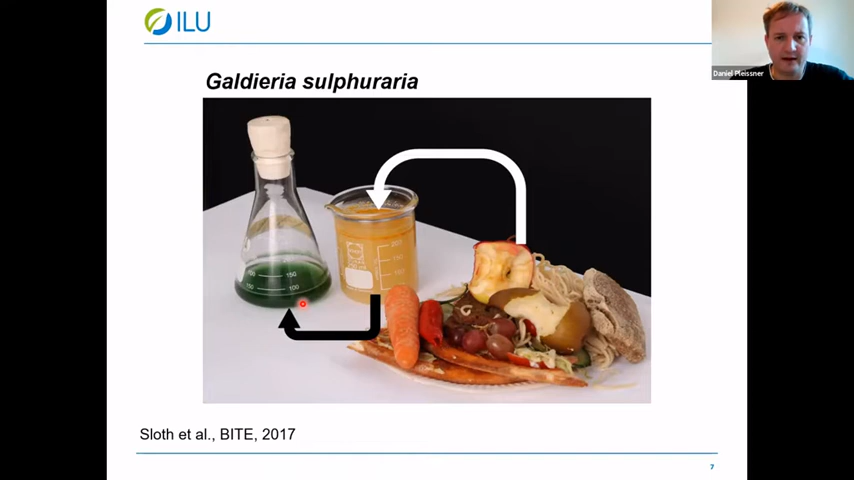 ILU
Daniel Pleissner
Galdieria sulphuraria
Sloth et al., BITE, 2017
7